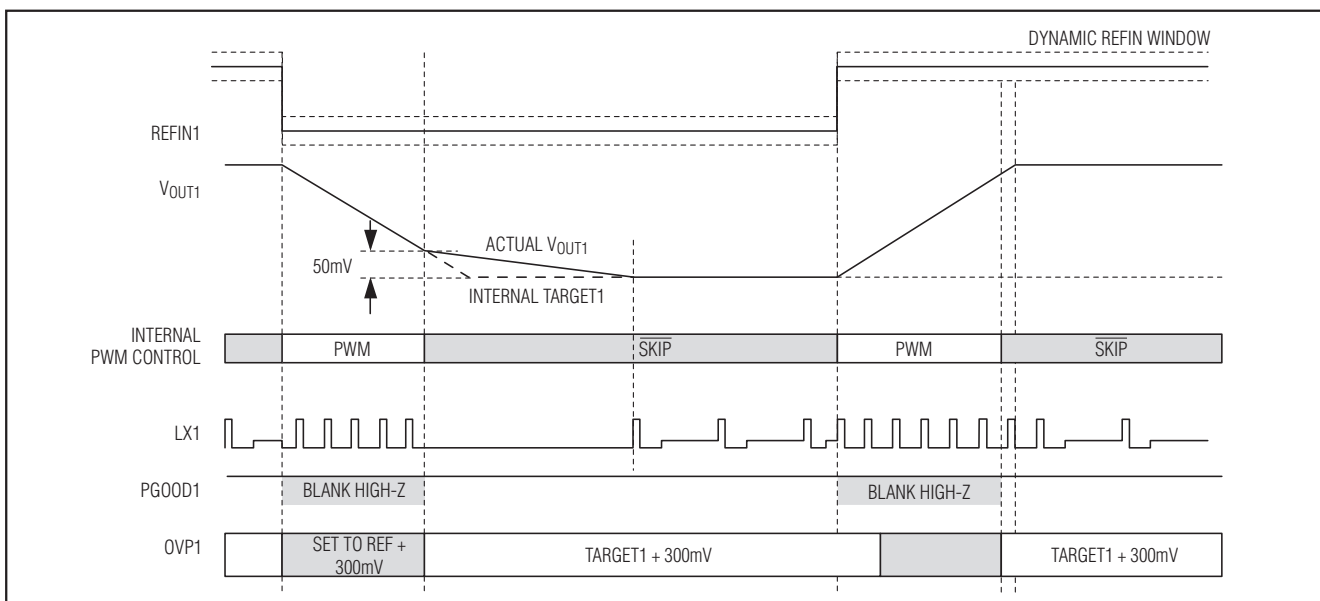 DYNAMIC REFIN WINDOW
REFIN1
VOUT1
50mV
ACTUAL VOUT1
INTERNAL TARGET1
INTERNAL
PWM CONTROL
PWM
SKIP
PWM
SKIP
LX1
PGOOD1
BLANK HIGH-Z
BLANK HIGH-Z
OVP1
SET TO REF +
300mV
TARGET1 + 300mV
TARGET1 + 300mV